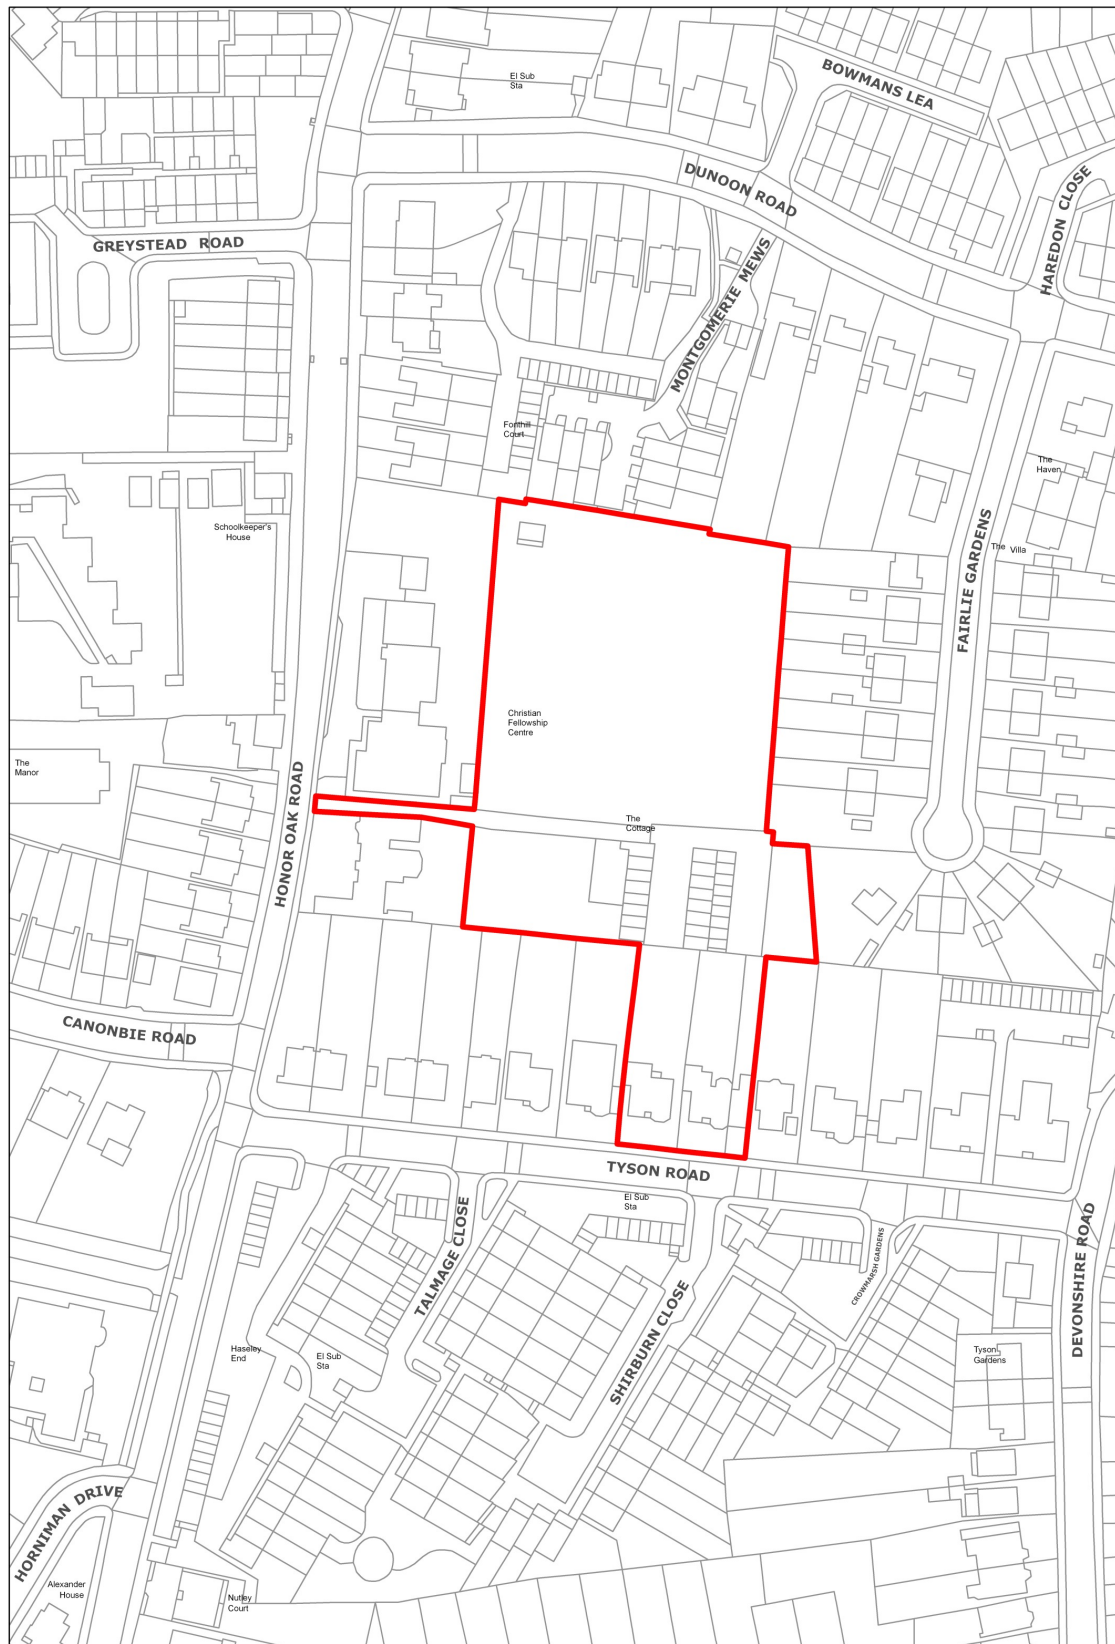 El Sub
Sta
BOWMANS LEA
DUNOON ROAD
HAREDON CLOSE
GREYSTEAD ROAD
MONTGOMERIE MEWS
Fonthill
Court
The
Haven
Schoolkeeper's
House
FAIRLIE GARDENS
The Villa
Christian
Fellowship
Centre
The
Manor
HONOR OAK ROAD
The
Cottage
CANONBIE ROAD
TYSON ROAD
El Sub
Sta
TALMAGE CLOSE
CROWMARSH GARDENS
DEVONSHIRE ROAD
Haseley
End
El Sub
Sta
SHIRBURN CLOSE
Tyson
Gardens
HORNIMAN DRIVE
Alexander
House
Nutley
Court